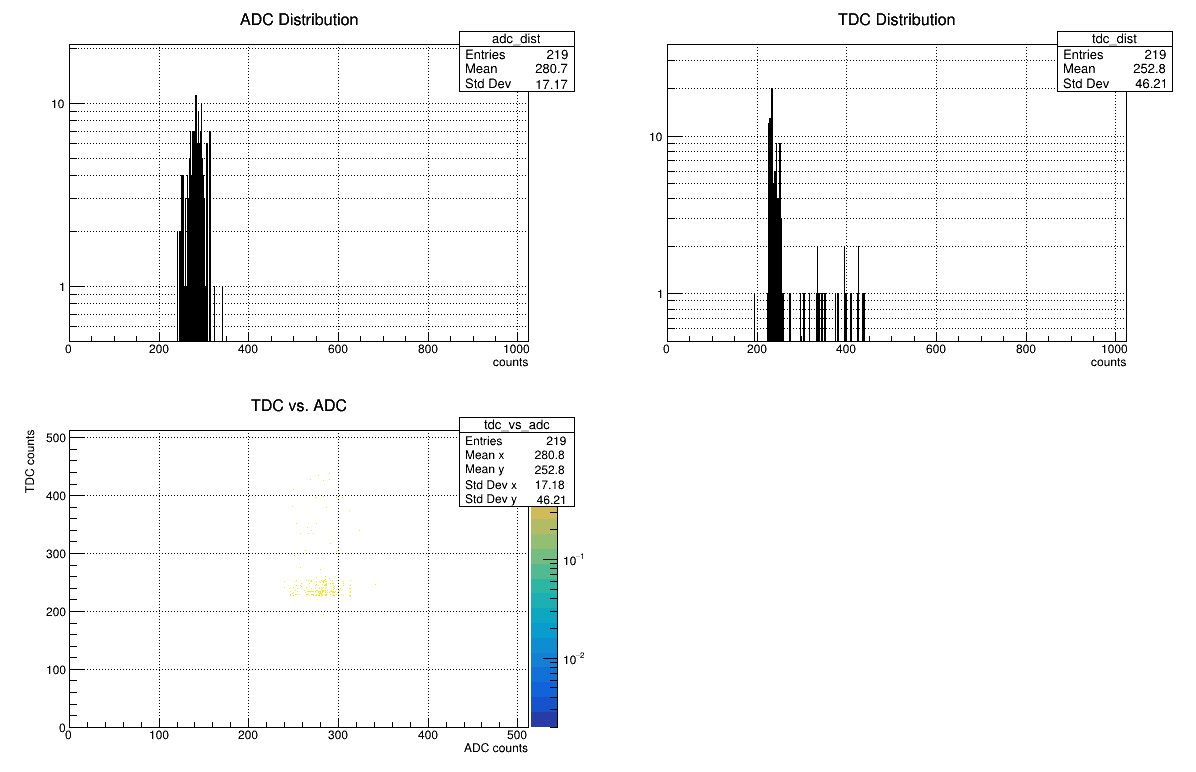 ADC Distribution
adc_dist
Entries 219
Mean 280.7
Std Dev 17.17
10
1
0 200 400 600 800 1000
counts
TDC Distribution
tdc_dist
Entries 219
Mean 252.8
Std Dev 46.21
10
1
0 200 400 600 800 1000
counts
TDC vs. ADC
tdc_vs_adc
Entries 219
Mean x 280.8
Mean y 252.8
Std Dev x 17.18
Std Dev y 46.21
TDC counts
500
400
300
200
100
0
0 100 200 300 400 500
ADC counts
10⁻¹
10⁻²